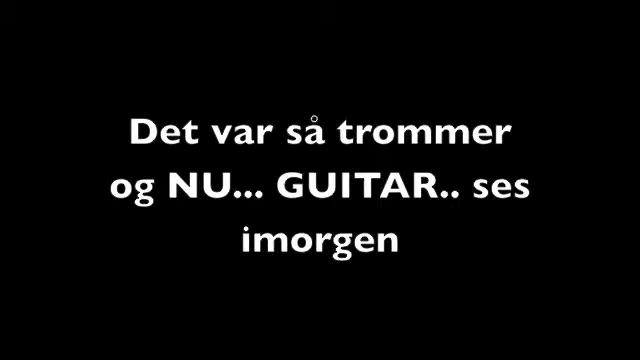 Det var så trommer
og NU... GUITAR.. ses
imorgen